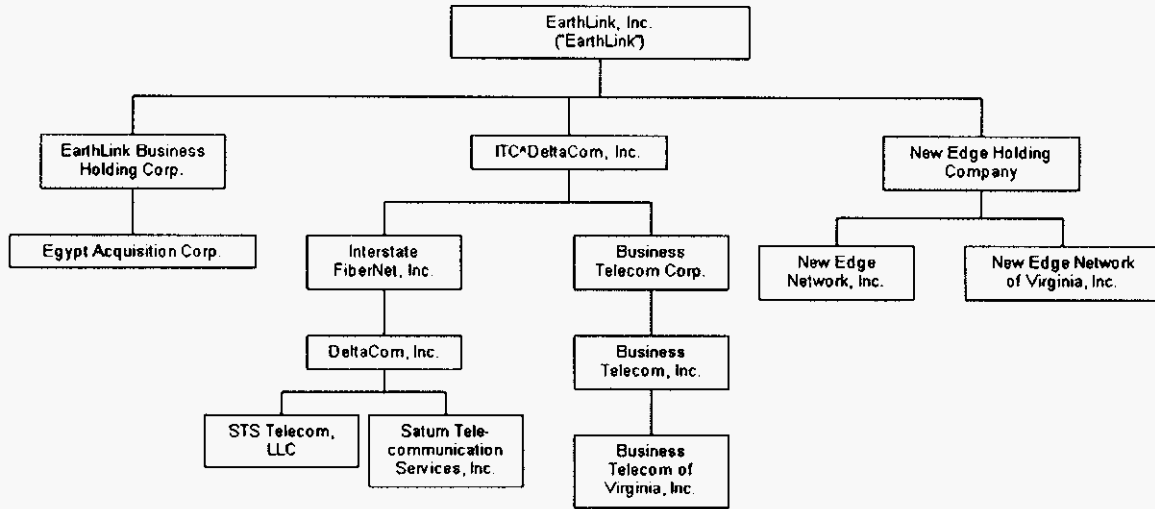 EarthLink, Inc.
("EarthLink")
EarthLink Business
Holding Corp.
ITC^DeltaCom, Inc.
New Edge Holding
Company
Egypt Acquisition Corp.
Interstate
FiberNet, Inc.
Business
Telecom Corp.
New Edge
Network, Inc.
New Edge Network
of Virginia, Inc.
DeltaCom, Inc.
Business
Telecom, Inc.
STS Telecom,
LLC
Saturn Tele-
communication
Services, Inc.
Business
Telecom of
Virginia, Inc.